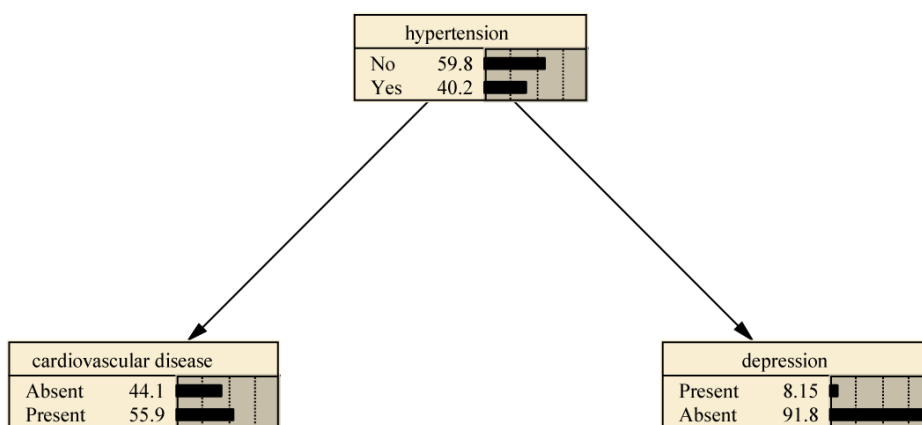 hypertension
No 59.8
Yes 40.2
cardiovascular disease
Absent 44.1
Present 55.9
depression
Present 8.15
Absent 91.8